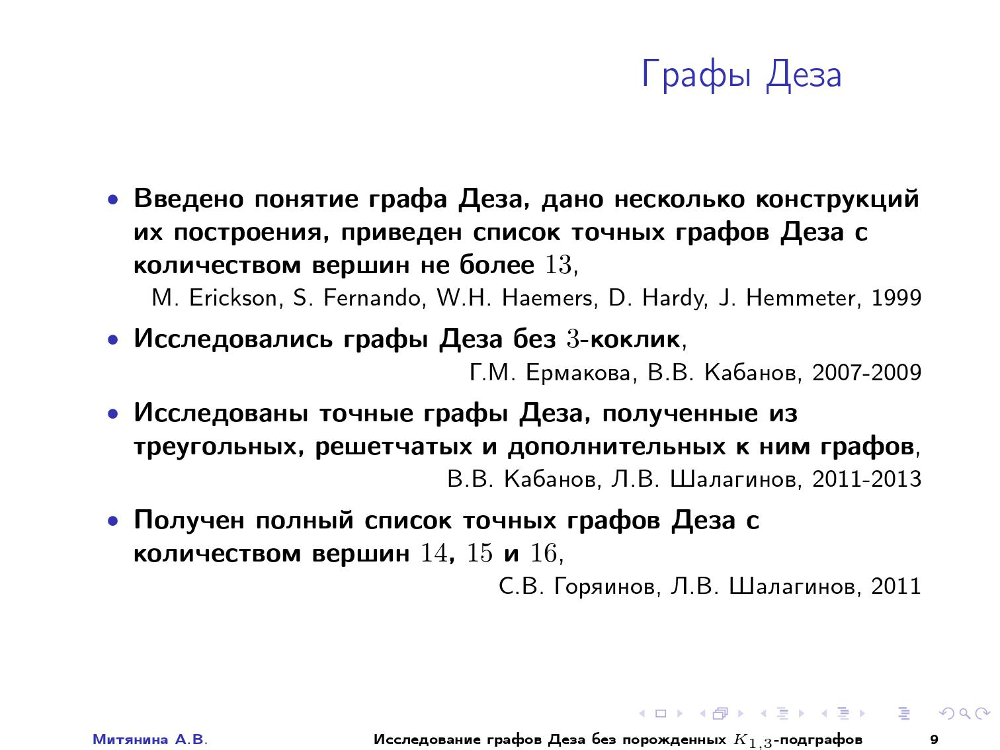 Графы Деза
• Введено понятие графа Деза, дано несколько конструкций
их построения, приведен список точных графов Деза с
количеством вершин не более 13,
M. Erickson, S. Fernando, W.H. Haemers, D. Hardy, J. Hemmeter, 1999
• Исследовались графы Деза без 3-коклик,
Г.М. Ермакова, В.В. Кабанов, 2007-2009
• Исследованы точные графы Деза, полученные из
треугольных, решетчатых и дополнительных к ним графов,
В.В. Кабанов, Л.В. Шалагинов, 2011-2013
• Получен полный список точных графов Деза с
количеством вершин 14, 15 и 16,
С.В. Горяинов, Л.В. Шалагинов, 2011
Митянина А.В. Исследование графов Деза без порожденных K1,3-подграфов 9